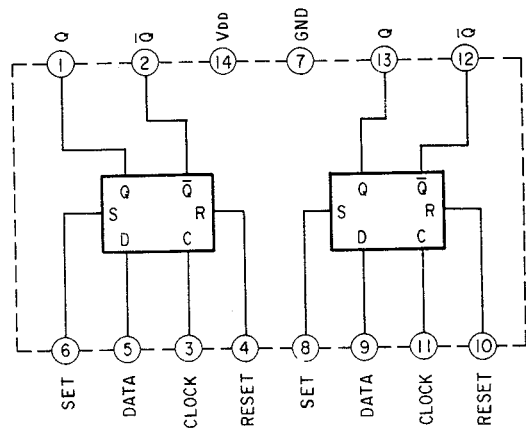 Q Q̅ VDD GND Q Q̅
1 2 14 7 13 12
Q Q̅ Q Q̅
S R S R
D C D C
6 5 3 4 8 9 11 10
SET DATA CLOCK RESET SET DATA CLOCK RESET